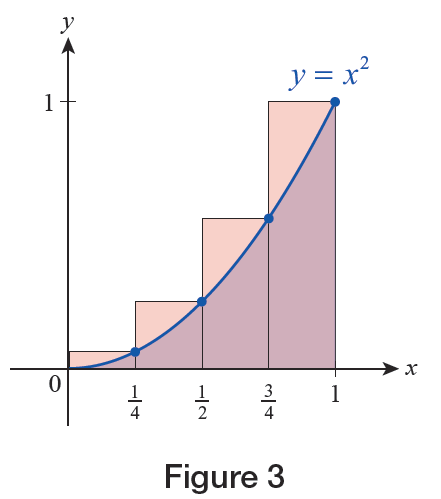 y
y = x²
1
0
1/4
1/2
3/4
1
x
Figure 3